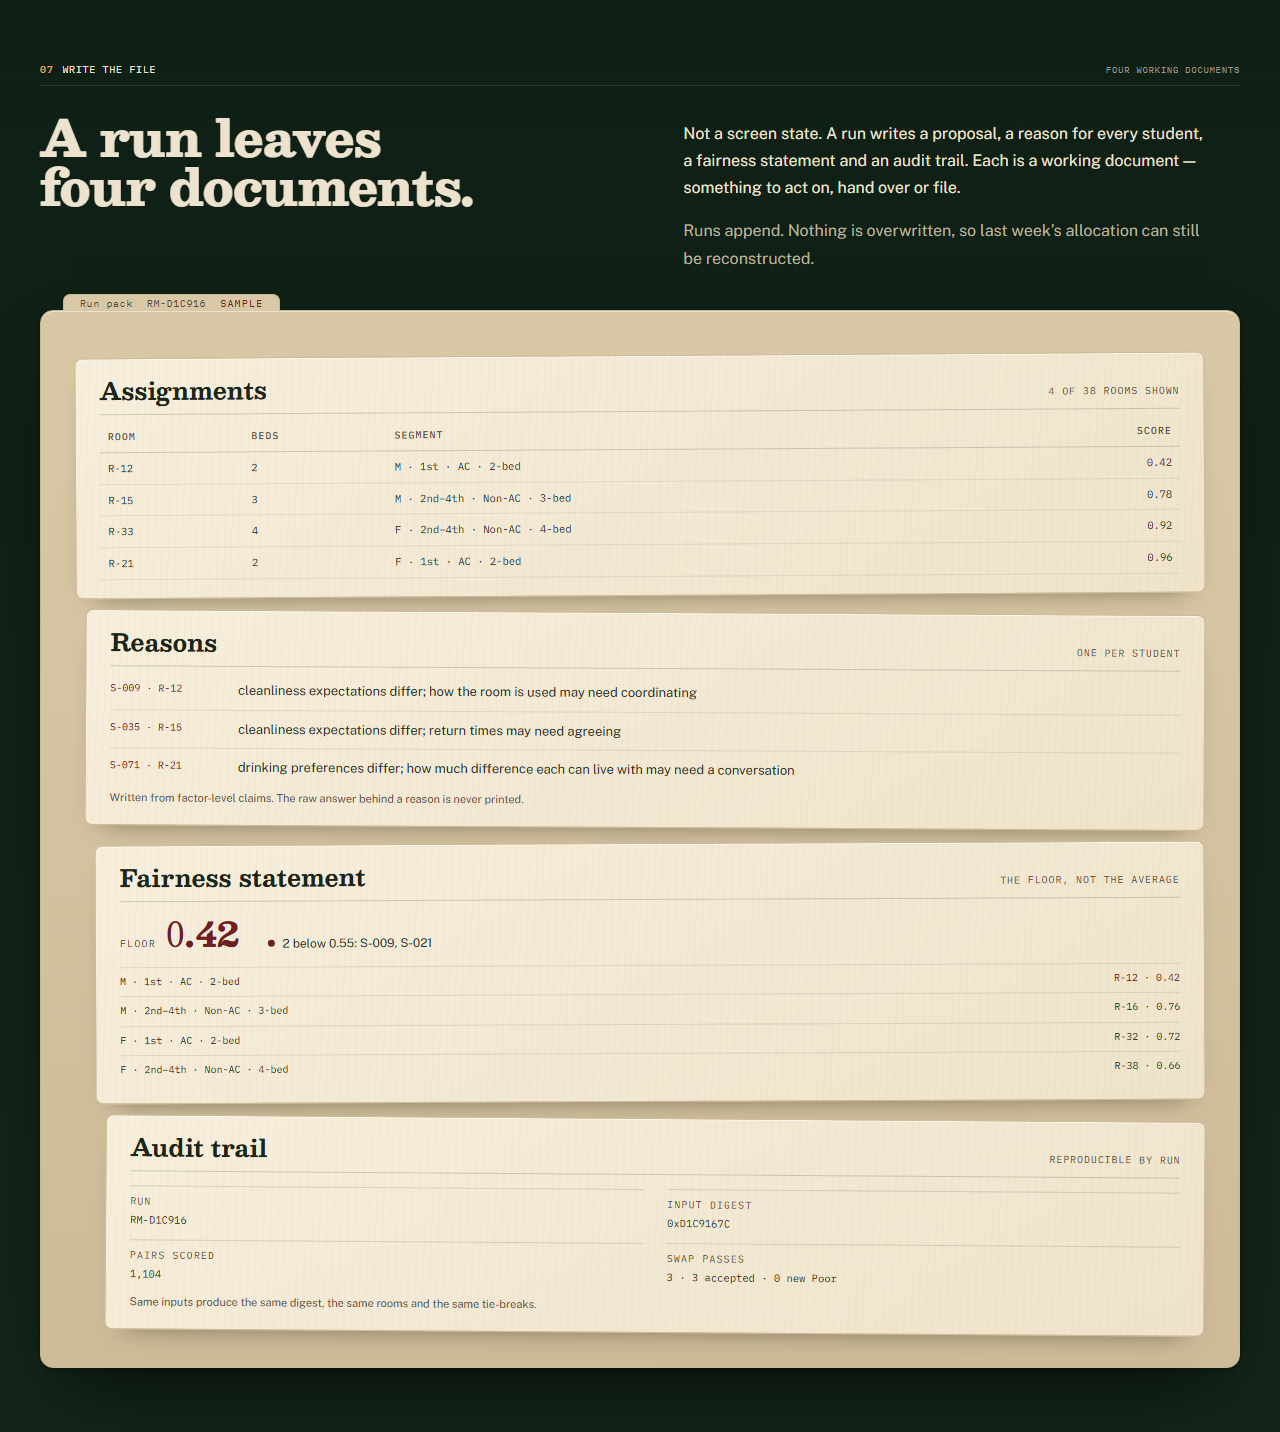 07 WRITE THE FILE
FOUR WORKING DOCUMENTS
A run leaves
four documents.
Not a screen state. A run writes a proposal, a reason for every student,
a fairness statement and an audit trail. Each is a working document —
something to act on, hand over or file.
Runs append. Nothing is overwritten, so last week’s allocation can still
be reconstructed.
Run pack RM-D1C916 SAMPLE
Assignments
4 OF 38 ROOMS SHOWN
ROOM BEDS SEGMENT SCORE
R-12 2 M · 1st · AC · 2-bed 0.42
R-15 3 M · 2nd–4th · Non-AC · 3-bed 0.78
R-33 4 F · 2nd–4th · Non-AC · 4-bed 0.92
R-21 2 F · 1st · AC · 2-bed 0.96
Reasons
ONE PER STUDENT
S-009 · R-12 cleanliness expectations differ; how the room is used may need coordinating
S-035 · R-15 cleanliness expectations differ; return times may need agreeing
S-071 · R-21 drinking preferences differ; how much difference each can live with may need a conversation
Written from factor-level claims. The raw answer behind a reason is never printed.
Fairness statement
THE FLOOR, NOT THE AVERAGE
FLOOR 0.42 2 below 0.55: S-009, S-021
M · 1st · AC · 2-bed R-12 · 0.42
M · 2nd–4th · Non-AC · 3-bed R-16 · 0.76
F · 1st · AC · 2-bed R-32 · 0.72
F · 2nd–4th · Non-AC · 4-bed R-38 · 0.66
Audit trail
REPRODUCIBLE BY RUN
RUN
RM-D1C916
INPUT DIGEST
0xD1C9167C
PAIRS SCORED
1,104
SWAP PASSES
3 · 3 accepted · 0 new Poor
Same inputs produce the same digest, the same rooms and the same tie-breaks.